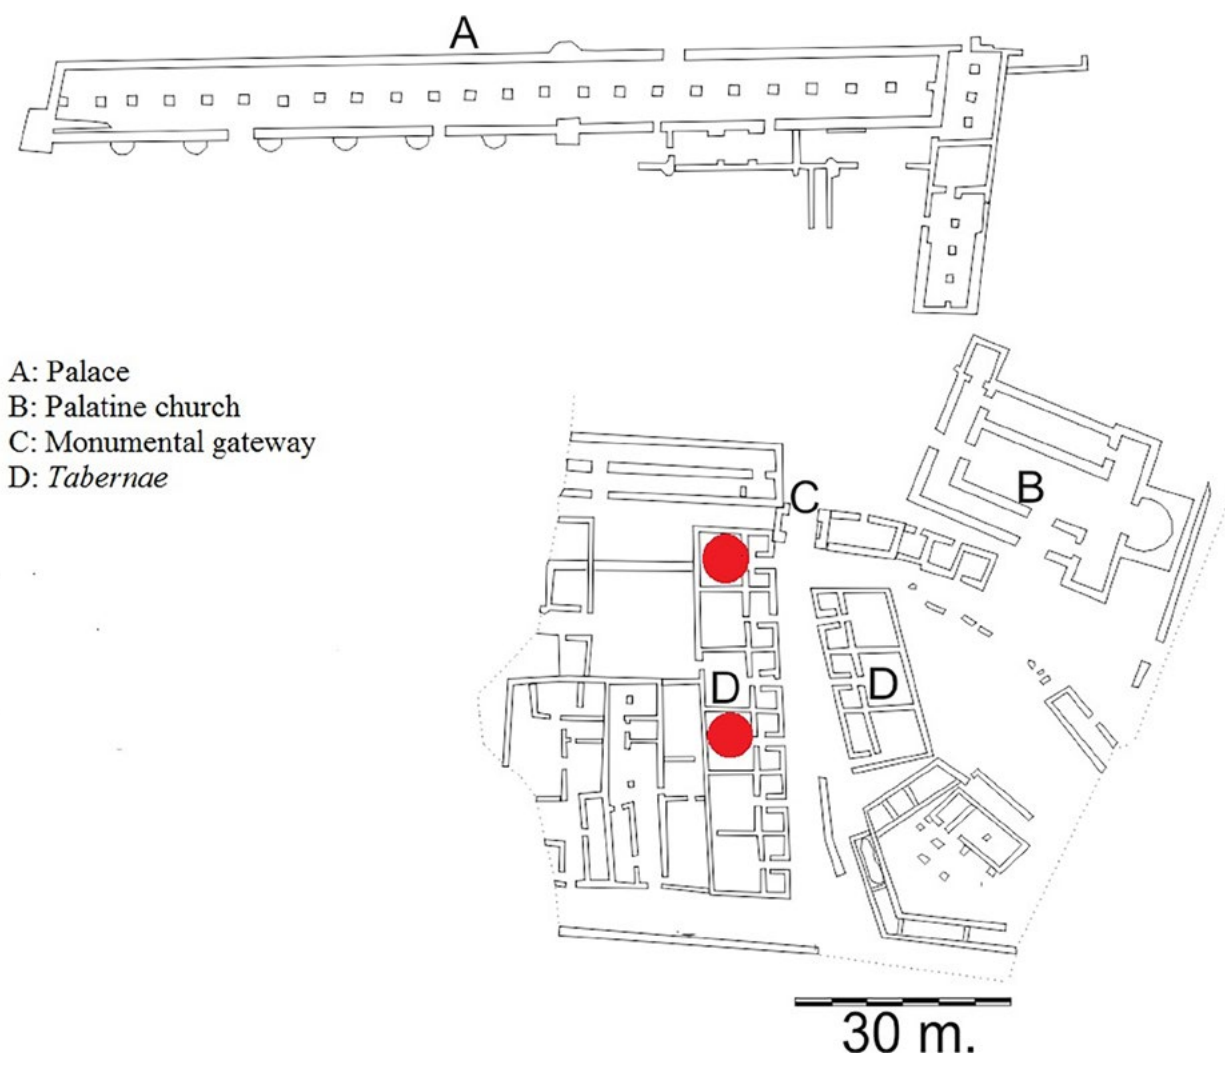 A
A: Palace
B: Palatine church
C: Monumental gateway
D: Tabernae
B
C
D
D
30 m.